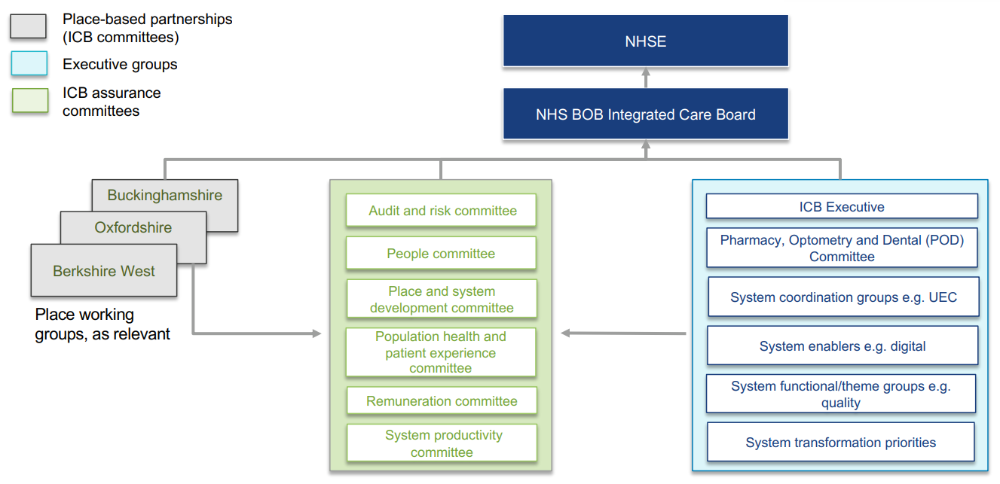 Place-based partnerships
(ICB committees)
Executive groups
ICB assurance
committees
NHSE
NHS BOB Integrated Care Board
Buckinghamshire
Oxfordshire
Berkshire West
Place working
groups, as relevant
Audit and risk committee
People committee
Place and system
development committee
Population health and
patient experience
committee
Remuneration committee
System productivity
committee
ICB Executive
Pharmacy, Optometry and Dental (POD)
Committee
System coordination groups e.g. UEC
System enablers e.g. digital
System functional/theme groups e.g.
quality
System transformation priorities